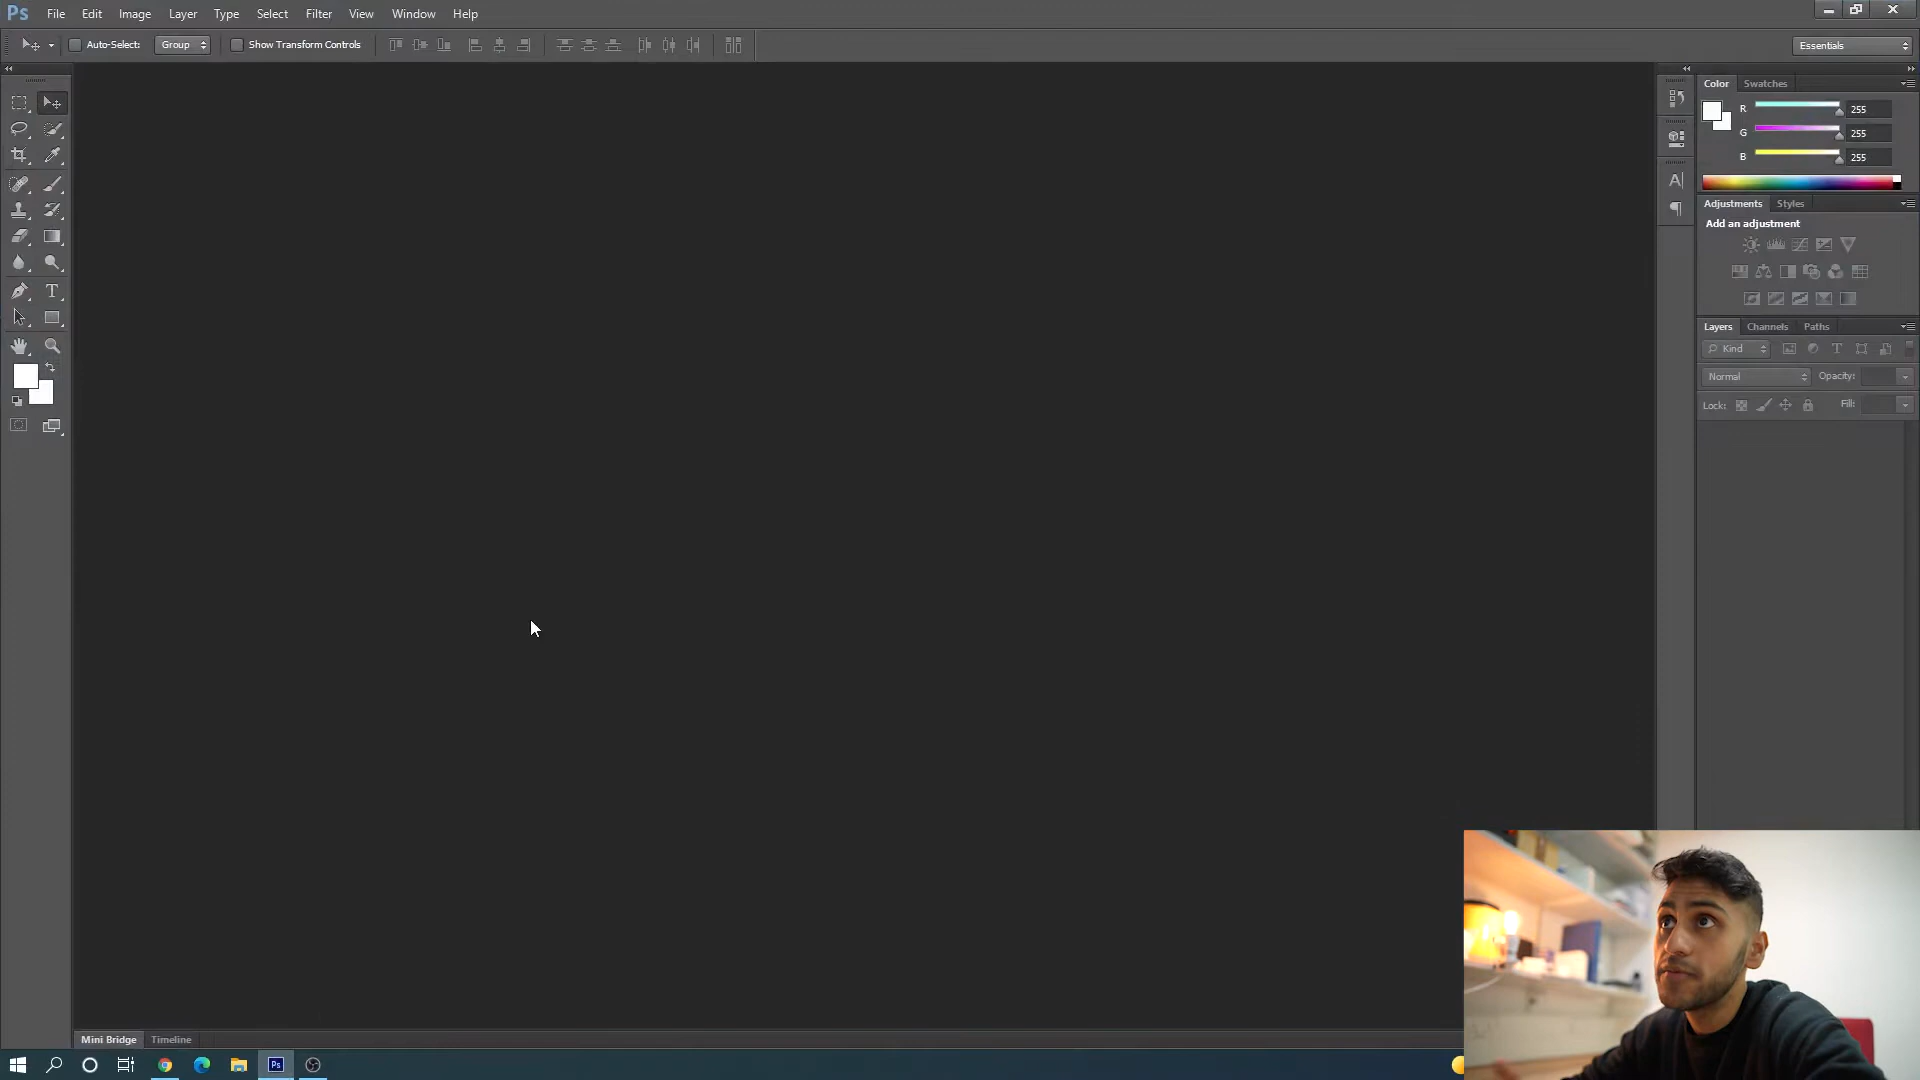 Ps File Edit Image Layer Type Select Filter View Window Help
Auto-Select: Group Show Transform Controls Essentials
Color Swatches
R 255
G 255
B 255
Adjustments Styles
Add an adjustment
Layers Channels Paths
Kind
Normal Opacity:
Lock: Fill:
Mini Bridge Timeline
Ps